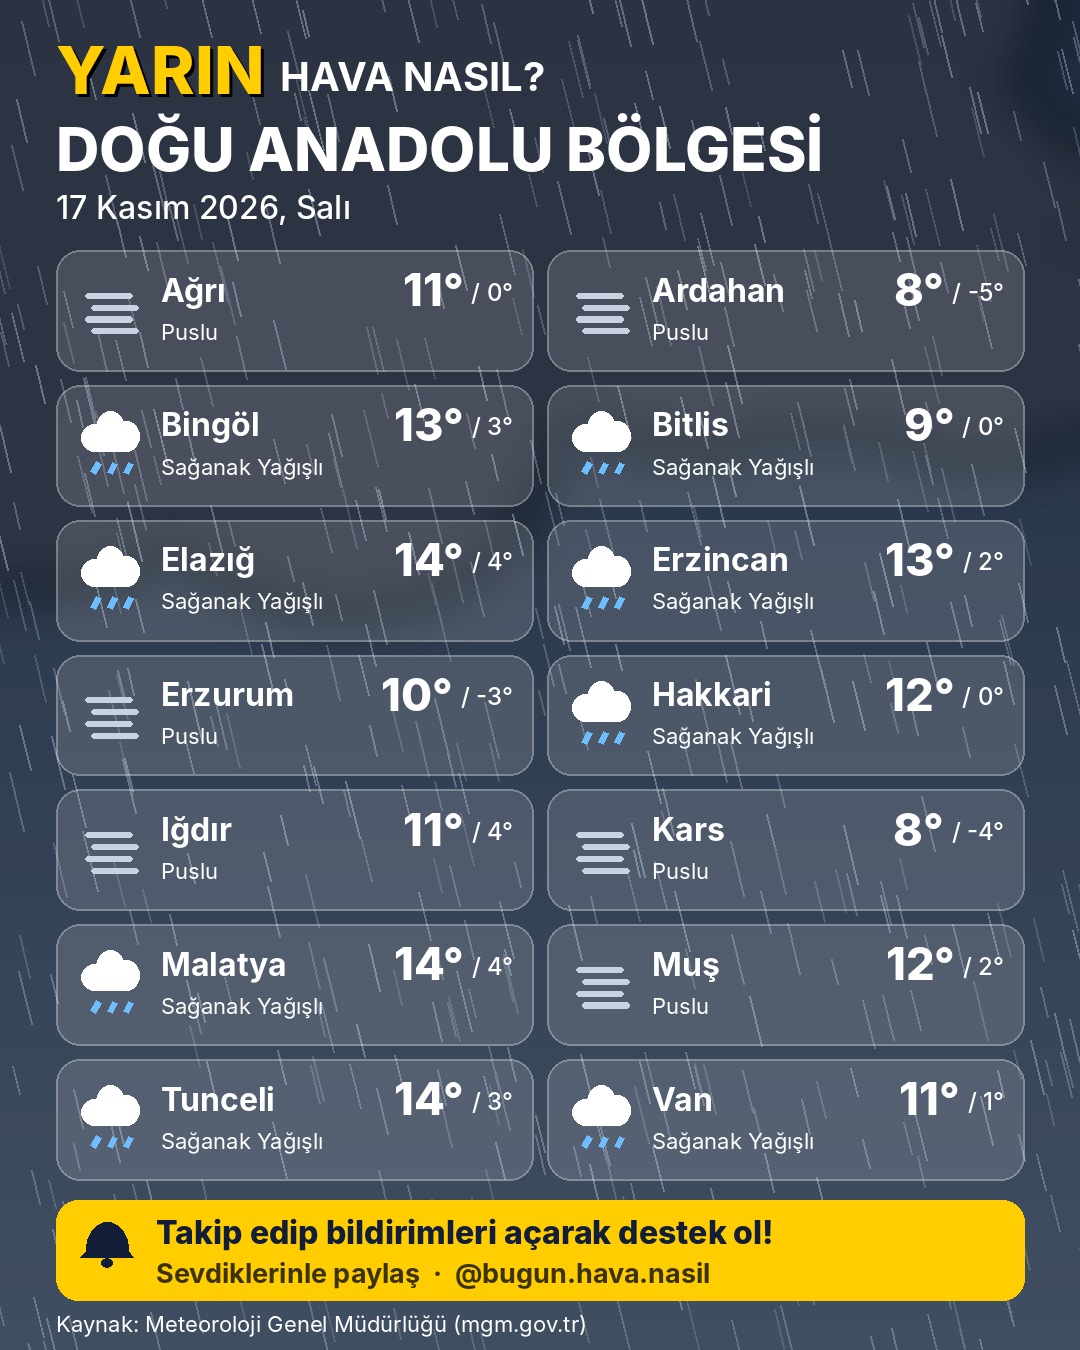 YARIN HAVA NASIL?
DOĞU ANADOLU BÖLGESİ
17 Kasım 2026, Salı
Ağrı 11° / 0°
Puslu
Ardahan 8° / -5°
Puslu
Bingöl 13° / 3°
Sağanak Yağışlı
Bitlis 9° / 0°
Sağanak Yağışlı
Elazığ 14° / 4°
Sağanak Yağışlı
Erzincan 13° / 2°
Sağanak Yağışlı
Erzurum 10° / -3°
Puslu
Hakkari 12° / 0°
Sağanak Yağışlı
Iğdır 11° / 4°
Puslu
Kars 8° / -4°
Puslu
Malatya 14° / 4°
Sağanak Yağışlı
Muş 12° / 2°
Puslu
Tunceli 14° / 3°
Sağanak Yağışlı
Van 11° / 1°
Sağanak Yağışlı
Takip edip bildirimleri açarak destek ol!
Sevdiklerinle paylaş · @bugun.hava.nasil
Kaynak: Meteoroloji Genel Müdürlüğü (mgm.gov.tr)